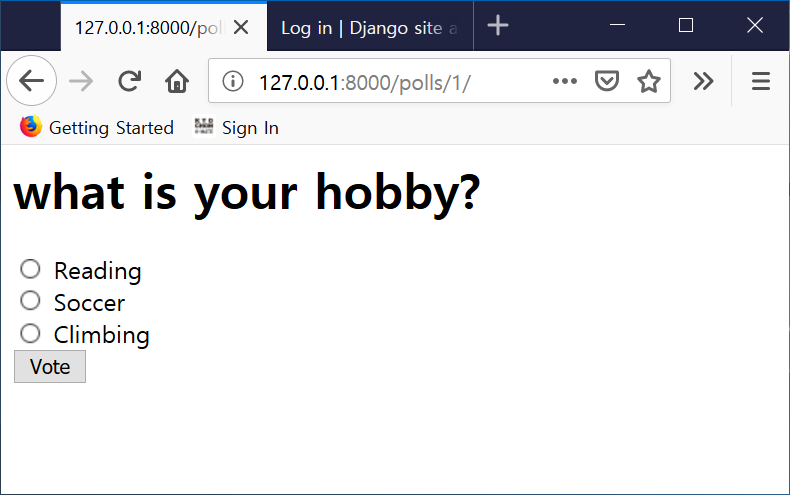 127.0.0.1:8000/pol
Log in | Django site a
127.0.0.1:8000/polls/1/
Getting Started
Sign In
what is your hobby?
Reading
Soccer
Climbing
Vote